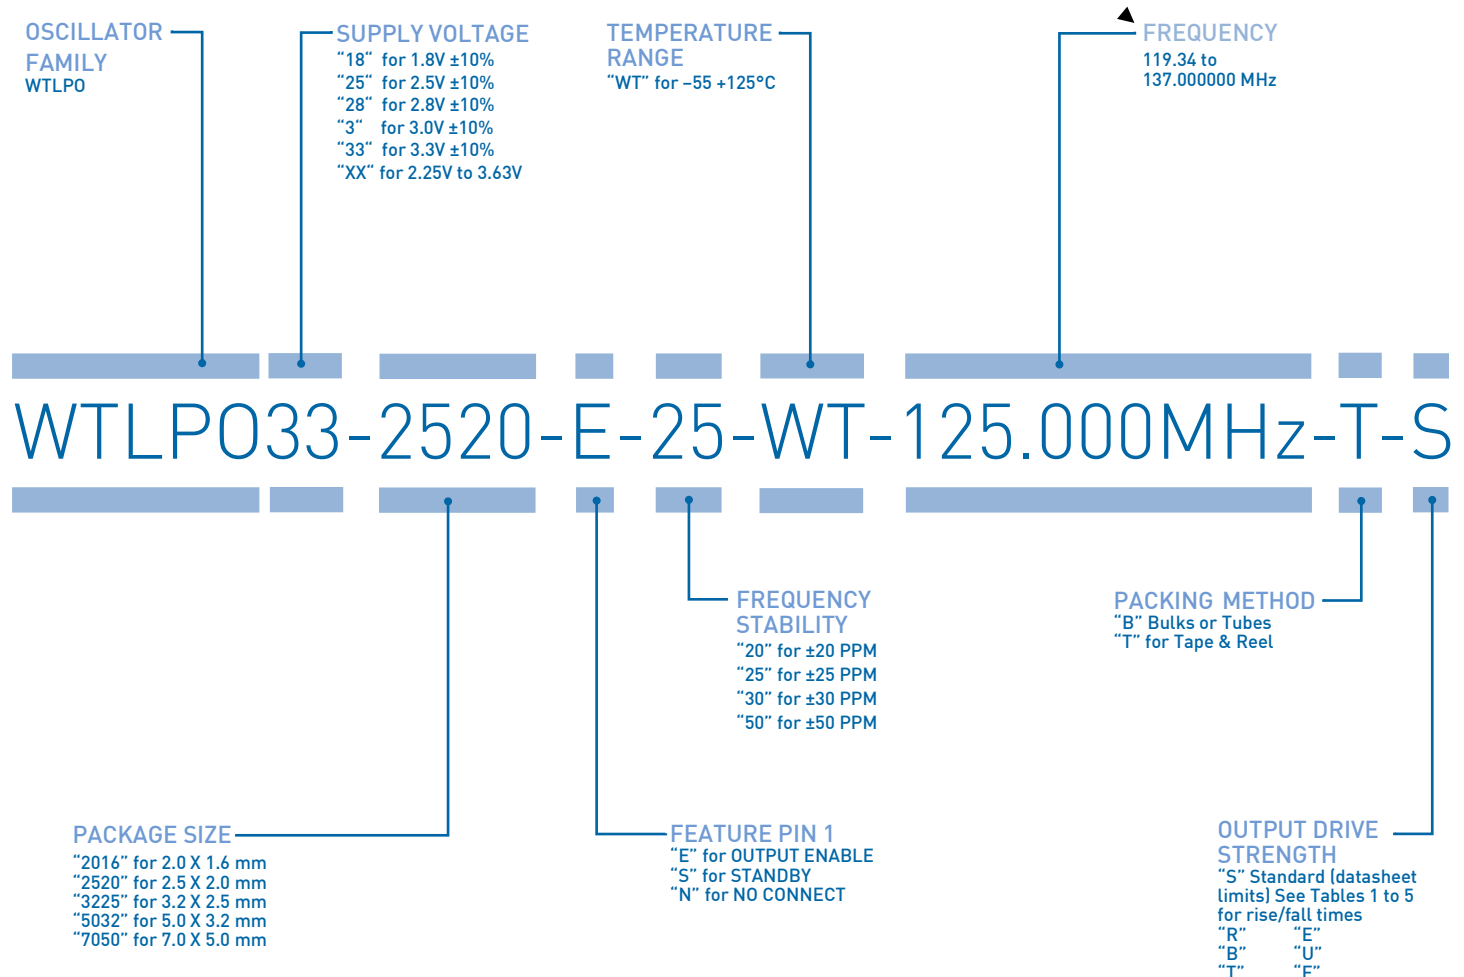 OSCILLATOR
FAMILY
WTLPO
SUPPLY VOLTAGE
“18“ for 1.8V ±10%
“25“ for 2.5V ±10%
“28“ for 2.8V ±10%
“3“ for 3.0V ±10%
“33“ for 3.3V ±10%
“XX“ for 2.25V to 3.63V
TEMPERATURE
RANGE
“WT” for –55 +125°C
FREQUENCY
119.34 to
137.000000 MHz
WTLPO33-2520-E-25-WT-125.000MHz-T-S
FREQUENCY
STABILITY
“20” for ±20 PPM
“25” for ±25 PPM
“30” for ±30 PPM
“50” for ±50 PPM
PACKING METHOD
“B” Bulks or Tubes
“T” for Tape & Reel
PACKAGE SIZE
“2016” for 2.0 X 1.6 mm
“2520” for 2.5 X 2.0 mm
“3225” for 3.2 X 2.5 mm
“5032” for 5.0 X 3.2 mm
“7050” for 7.0 X 5.0 mm
FEATURE PIN 1
“E” for OUTPUT ENABLE
“S” for STANDBY
“N” for NO CONNECT
OUTPUT DRIVE
STRENGTH
“S” Standard (datasheet
limits) See Tables 1 to 5
for rise/fall times
“R” “E”
“B” “U”
“T” “F”